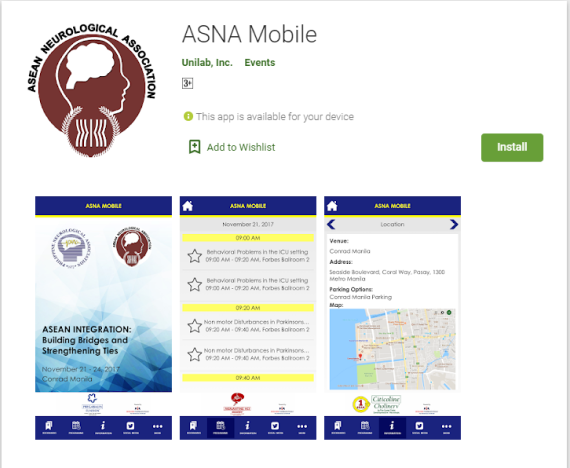 ASEAN NEUROLOGICAL ASSOCIATION
ASNA Mobile
Unilab, Inc. Events
3+
This app is available for your device
Add to Wishlist
Install
ASNA MOBILE
ASEAN INTEGRATION:
Building Bridges and
Strengthening Ties
November 21 - 24, 2017
Conrad Manila
ASNA MOBILE
November 21, 2017
09:00 AM
Behavioral Problems in the ICU setting
09:00 AM - 09:20 AM, Forbes Ballroom 2
Behavioral Problems in the ICU setting
09:00 AM - 09:20 AM, Forbes Ballroom 2
09:20 AM
Non motor Disturbances in Parkinsons...
09:20 AM - 09:40 AM, Forbes Ballroom 2
Non motor Disturbances in Parkinsons...
09:20 AM - 09:40 AM, Forbes Ballroom 2
09:40 AM
ASNA MOBILE
Location
Venue:
Conrad Manila
Address:
Seaside Boulevard, Coral Way, Pasay, 1300
Metro Manila
Parking Options:
Conrad Manila Parking
Map:
1
Citicoline
Cholinerv